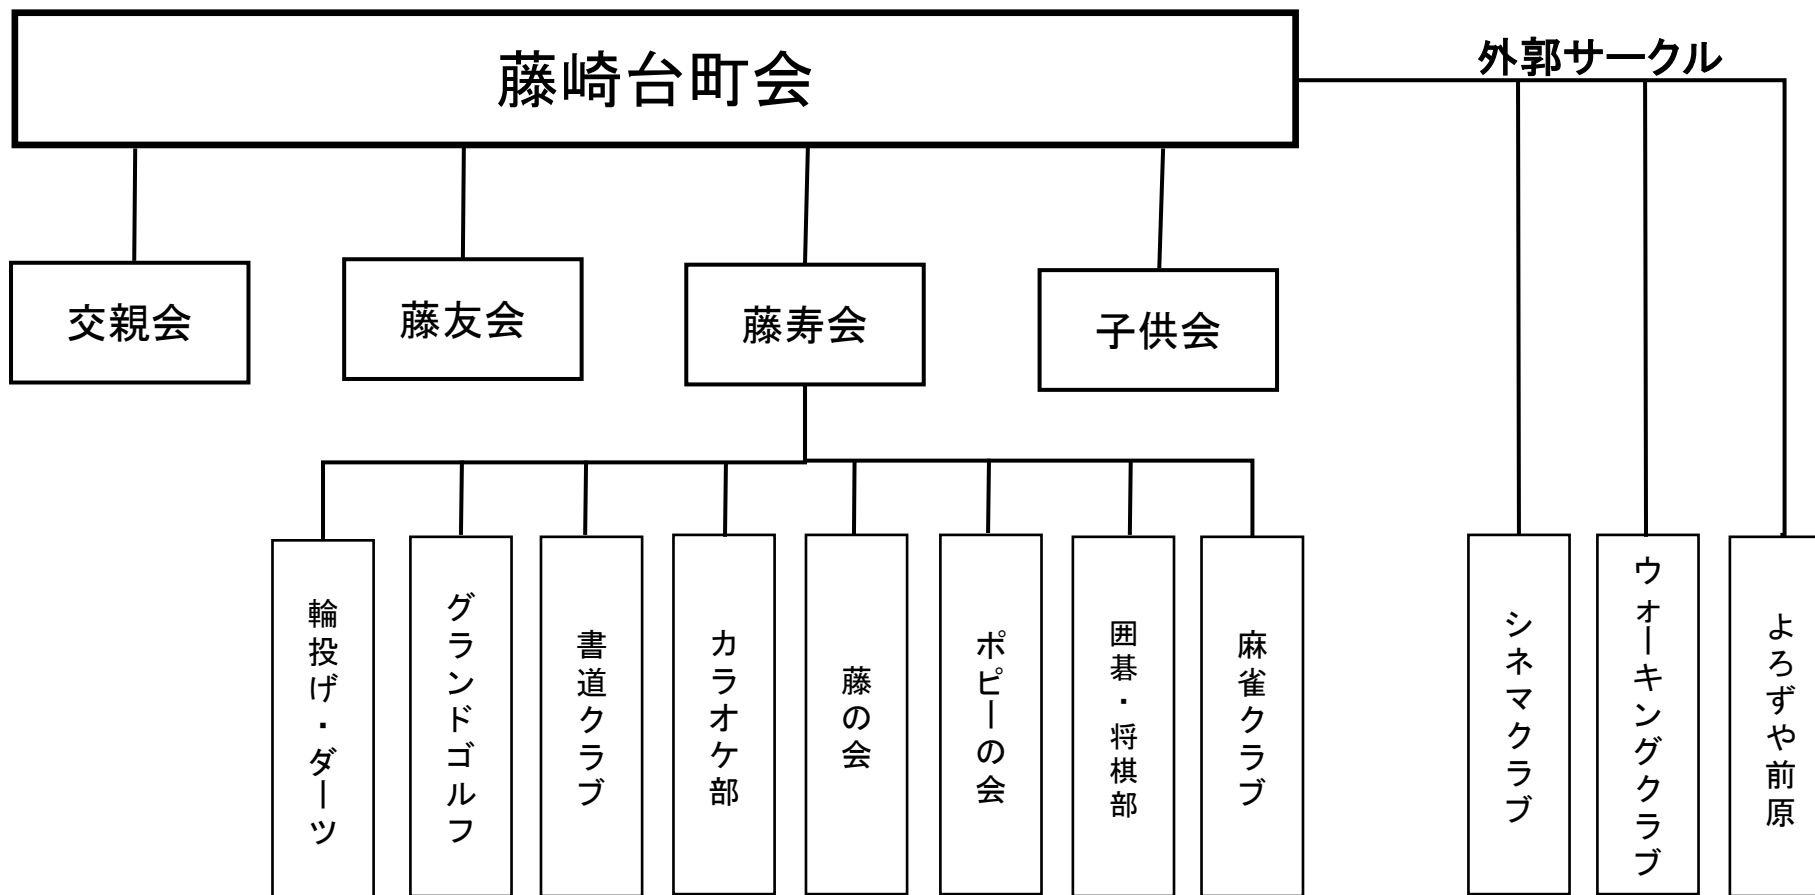 藤崎台町会
外郭サークル
交親会
藤友会
藤寿会
子供会
輪投げ・ダーツ
グランドゴルフ
書道クラブ
カラオケ部
藤の会
ポピーの会
囲碁・将棋部
麻雀クラブ
シネマクラブ
ウォーキングクラブ
よろずや前原